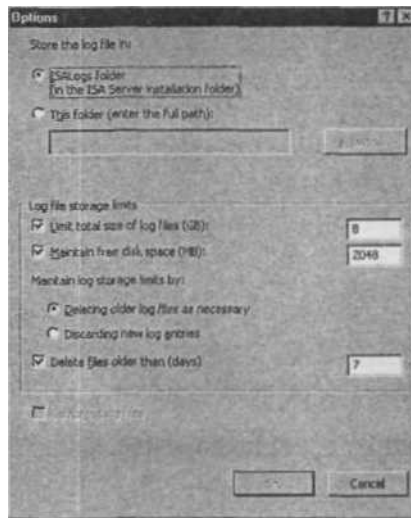 Options
Store the log file in:
ISALogs folder
(in the ISA Server installation folder)
This folder (enter the full path):
Log file storage limits
Limit total size of log files (GB):
8
Maintain free disk space (MB):
2048
Maintain log storage limits by:
Deleting older log files as necessary
Discarding new log entries
Delete files older than (days)
7
Cancel